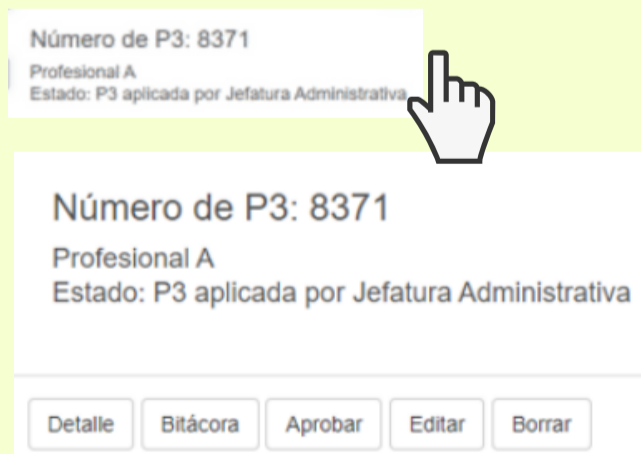 Número de P3: 8371
Profesional A
Estado: P3 aplicada por Jefatura Administrativa
Número de P3: 8371
Profesional A
Estado: P3 aplicada por Jefatura Administrativa
Detalle Bitácora Aprobar Editar Borrar